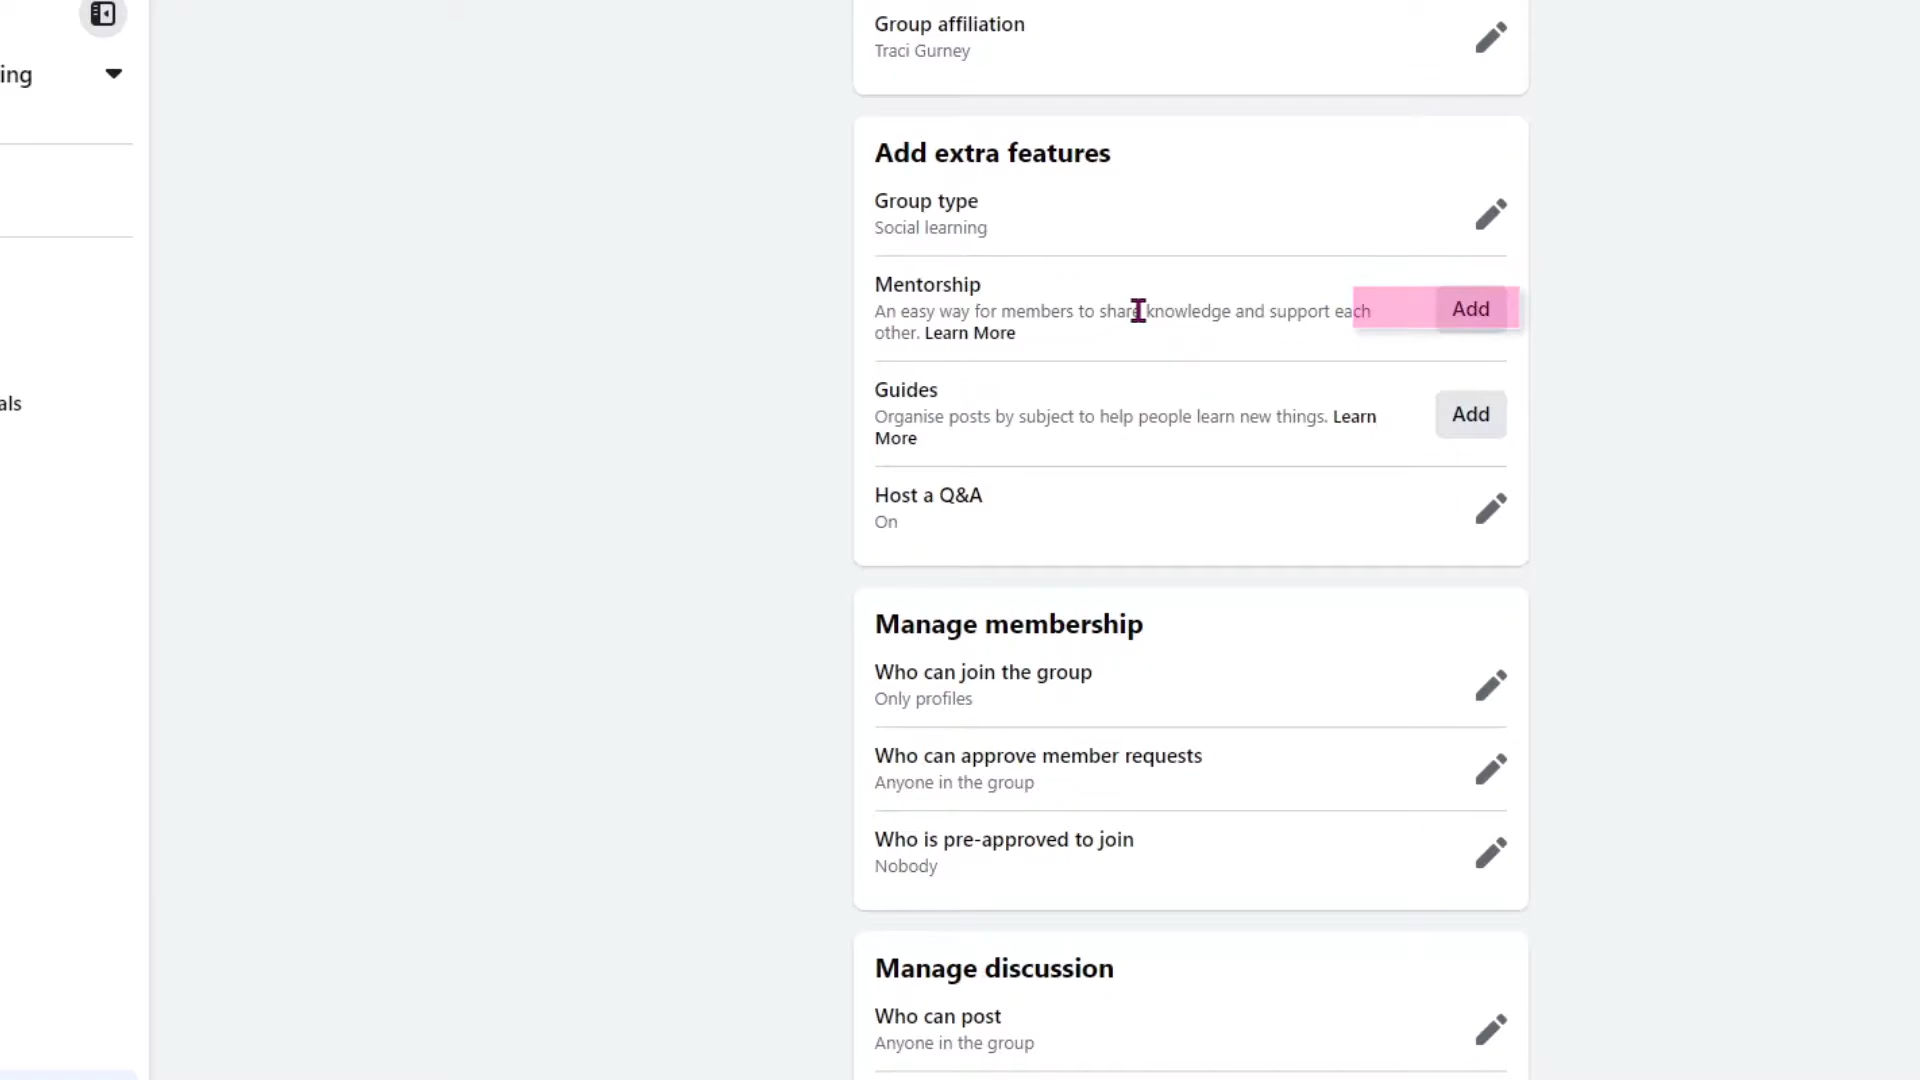 Group affiliation
Traci Gurney
ing
Add extra features
Group type
Social learning
Mentorship
An easy way for members to share knowledge and support each
other. Learn More
Add
Guides
Organise posts by subject to help people learn new things. Learn
More
Add
als
Host a Q&A
On
Manage membership
Who can join the group
Only profiles
Who can approve member requests
Anyone in the group
Who is pre-approved to join
Nobody
Manage discussion
Who can post
Anyone in the group